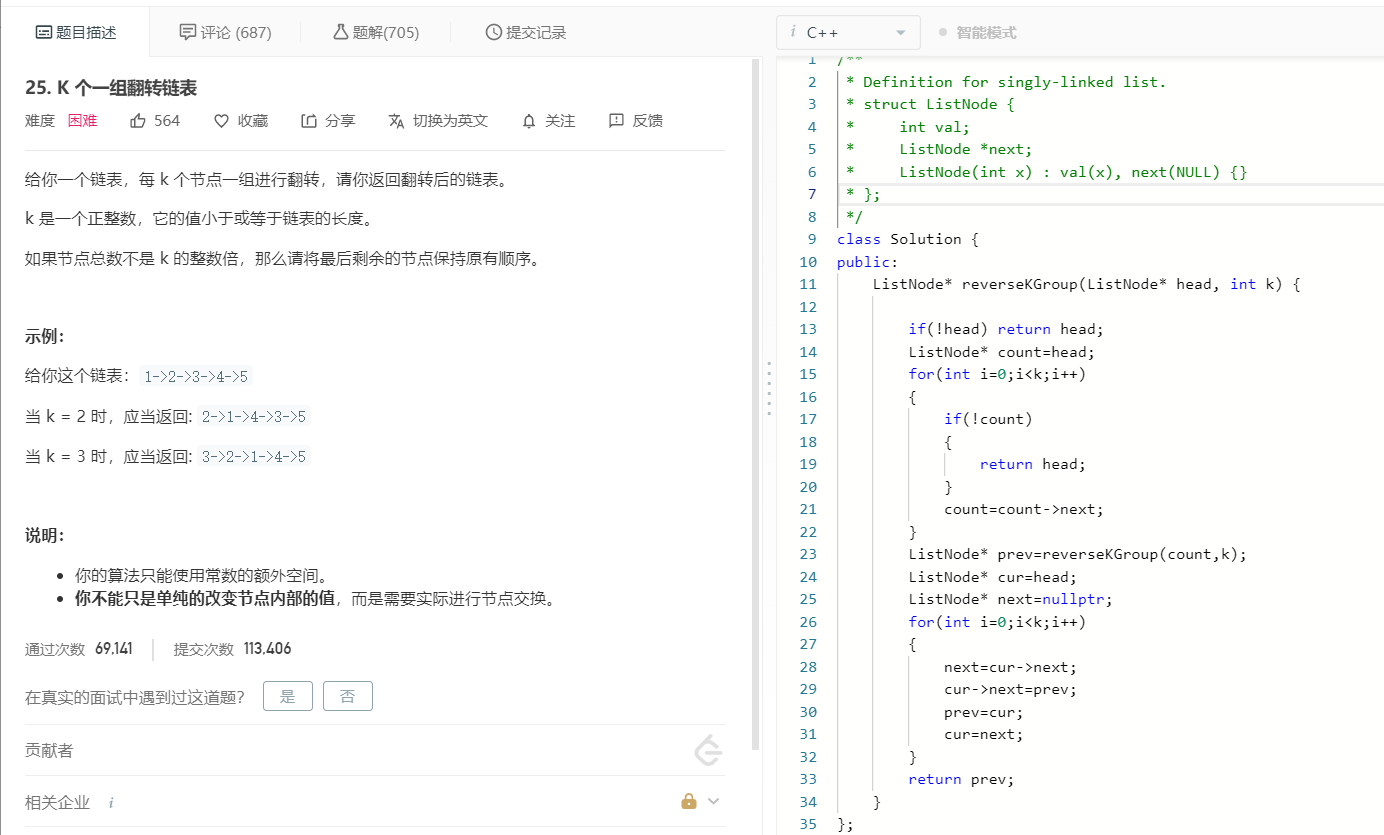 题目描述
评论 (687)
题解(705)
提交记录
25. K 个一组翻转链表
难度 困难 564 收藏 分享 切换为英文 关注 反馈
给你一个链表，每 k 个节点一组进行翻转，请你返回翻转后的链表。
k 是一个正整数，它的值小于或等于链表的长度。
如果节点总数不是 k 的整数倍，那么请将最后剩余的节点保持原有顺序。
示例：
给你这个链表：1->2->3->4->5
当 k = 2 时，应当返回: 2->1->4->3->5
当 k = 3 时，应当返回: 3->2->1->4->5
说明：
• 你的算法只能使用常数的额外空间。
• 你不能只是单纯的改变节点内部的值，而是需要实际进行节点交换。
通过次数 69,141 提交次数 113,406
在真实的面试中遇到过这道题? 是 否
贡献者
相关企业 i
i C++ 智能模式
1 /**
2 * Definition for singly-linked list.
3 * struct ListNode {
4 *     int val;
5 *     ListNode *next;
6 *     ListNode(int x) : val(x), next(NULL) {}
7 * };
8 */
9 class Solution {
10 public:
11     ListNode* reverseKGroup(ListNode* head, int k) {
12
13         if(!head) return head;
14         ListNode* count=head;
15         for(int i=0;i<k;i++)
16         {
17             if(!count)
18             {
19                 return head;
20             }
21             count=count->next;
22         }
23         ListNode* prev=reverseKGroup(count,k);
24         ListNode* cur=head;
25         ListNode* next=nullptr;
26         for(int i=0;i<k;i++)
27         {
28             next=cur->next;
29             cur->next=prev;
30             prev=cur;
31             cur=next;
32         }
33         return prev;
34     }
35 };